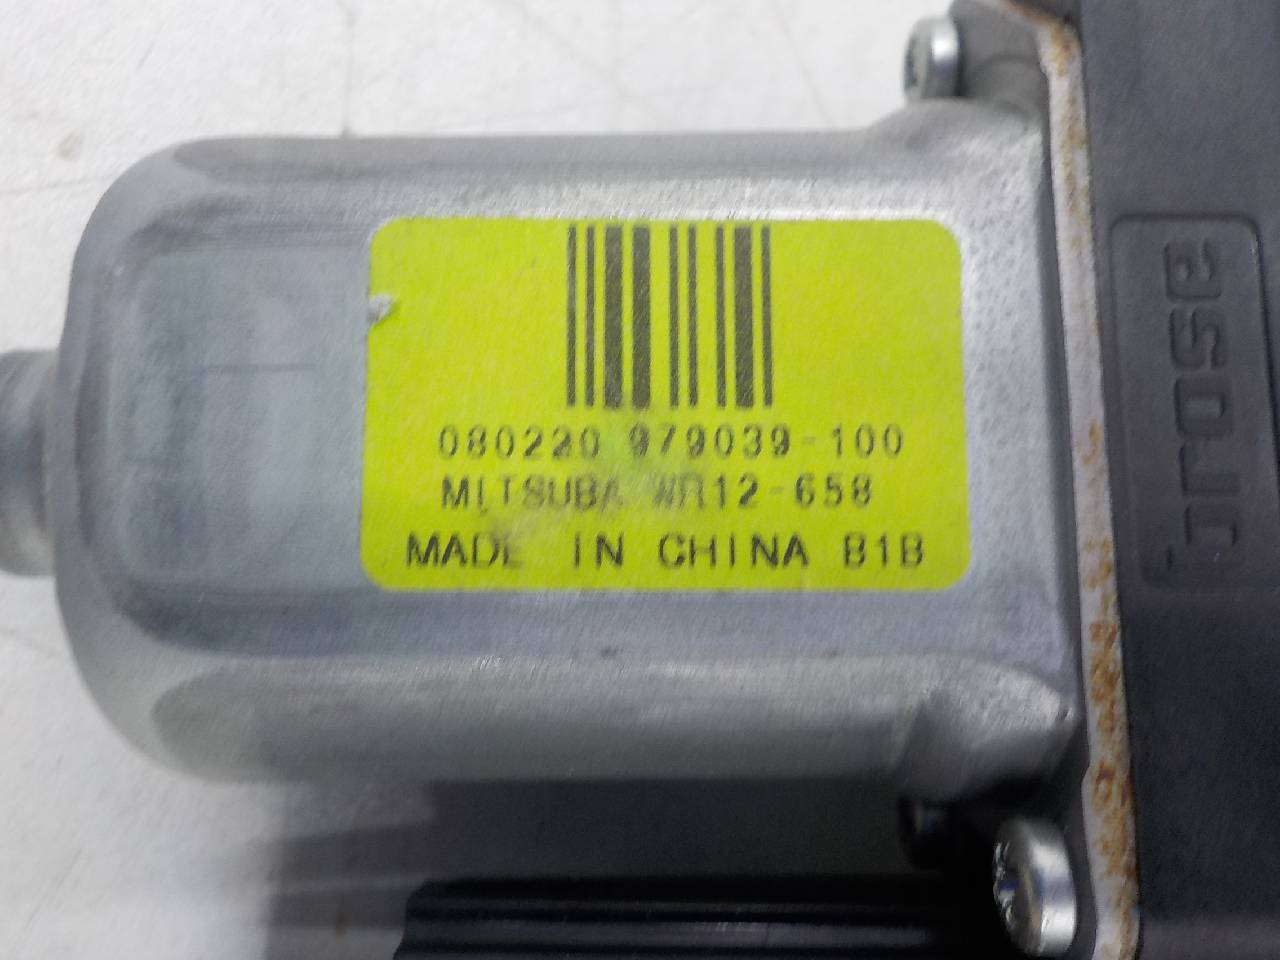 080220 979039-100
MITSUBA WR12-658
MADE IN CHINA B1B
brose